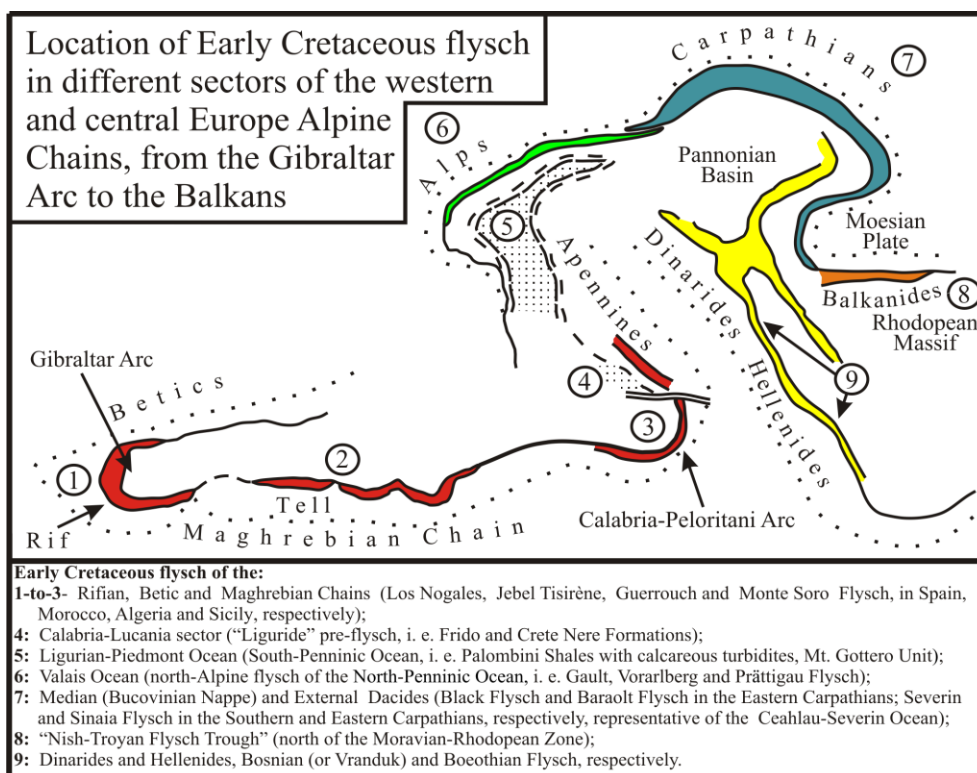 Location of Early Cretaceous flysch
in different sectors of the western
and central Europe Alpine
Chains, from the Gibraltar
Arc to the Balkans
Carpathians
7
6
Alps
Pannonian
Basin
5
Moesian
Plate
Apennines
Dinarides
Balkanides
8
Rhodopean
Massif
Hellenides
9
Gibraltar Arc
Betics
4
3
1
2
Tell
Rif
Maghrebian Chain
Calabria-Peloritani Arc
Early Cretaceous flysch of the:
1-to-3- Rifian, Betic and Maghrebian Chains (Los Nogales, Jebel Tisirène, Guerrouch and Monte Soro Flysch, in Spain,
Morocco, Algeria and Sicily, respectively);
4: Calabria-Lucania sector (“Liguride” pre-flysch, i. e. Frido and Crete Nere Formations);
5: Ligurian-Piedmont Ocean (South-Penninic Ocean, i. e. Palombini Shales with calcareous turbidites, Mt. Gottero Unit);
6: Valais Ocean (north-Alpine flysch of the North-Penninic Ocean, i. e. Gault, Vorarlberg and Prättigau Flysch);
7: Median (Bucovinian Nappe) and External Dacides (Black Flysch and Baraolt Flysch in the Eastern Carpathians; Severin
and Sinaia Flysch in the Southern and Eastern Carpathians, respectively, representative of the Ceahlau-Severin Ocean);
8: “Nish-Troyan Flysch Trough” (north of the Moravian-Rhodopean Zone);
9: Dinarides and Hellenides, Bosnian (or Vranduk) and Boeothian Flysch, respectively.